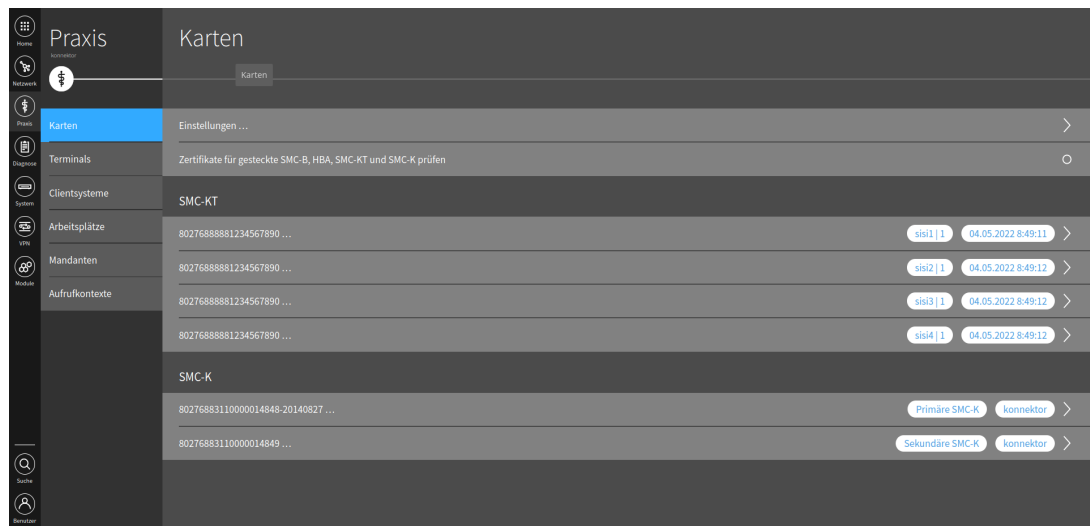 Home
Netzwerk
Praxis
Diagnose
System
VPN
Module
Suche
Benutzer
Praxis
konnektor
Karten
Terminals
Clientsysteme
Arbeitsplätze
Mandanten
Aufrufkontexte
Karten
Karten
Einstellungen ...
Zertifikate für gesteckte SMC-B, HBA, SMC-KT und SMC-K prüfen
SMC-KT
80276888881234567890 ... sisi1 | 1 04.05.2022 8:49:11
80276888881234567890 ... sisi2 | 1 04.05.2022 8:49:12
80276888881234567890 ... sisi3 | 1 04.05.2022 8:49:12
80276888881234567890 ... sisi4 | 1 04.05.2022 8:49:12
SMC-K
80276883110000014848-20140827 ... Primäre SMC-K konnektor
80276883110000014849 ... Sekundäre SMC-K konnektor